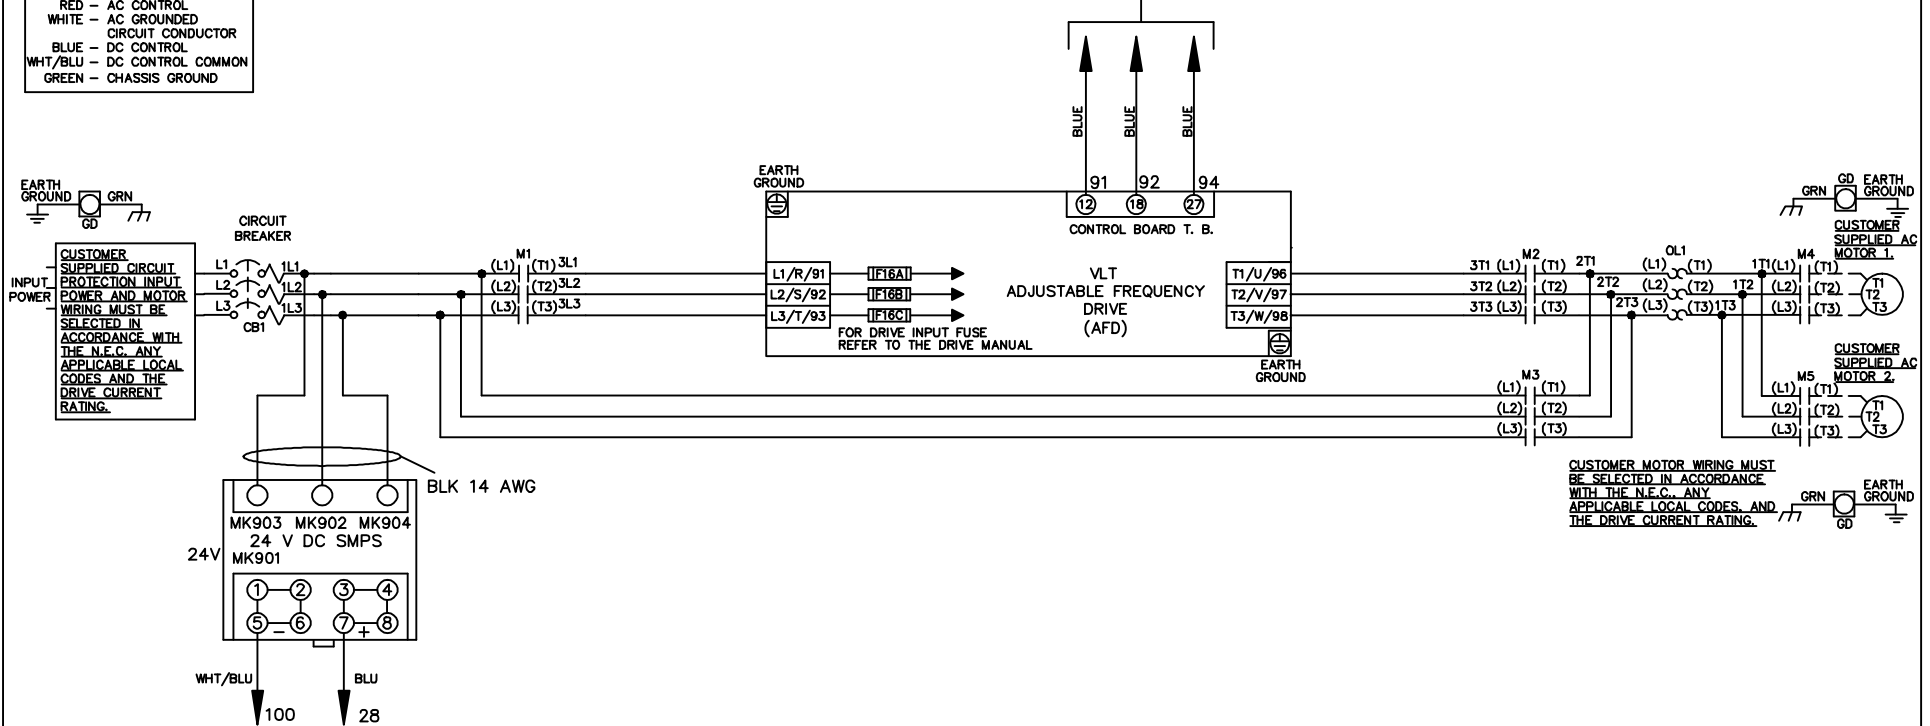 RED – AC CONTROL
WHITE – AC GROUNDED
CIRCUIT CONDUCTOR
BLUE – DC CONTROL
WHT/BLU – DC CONTROL COMMON
GREEN – CHASSIS GROUND
BLUE
BLUE
BLUE
91
92
94
12
18
27
CONTROL BOARD T. B.
EARTH
GROUND
GRN
GD
CIRCUIT
BREAKER
INPUT
POWER
CUSTOMER
SUPPLIED CIRCUIT
PROTECTION INPUT
POWER AND MOTOR
WIRING MUST BE
SELECTED IN
ACCORDANCE WITH
THE N.E.C. ANY
APPLICABLE LOCAL
CODES AND THE
DRIVE CURRENT
RATING.
L1
L2
L3
CB1
1L1
1L2
1L3
M1
(L1) (T1) 3L1
(L2) (T2) 3L2
(L3) (T3) 3L3
EARTH
GROUND
L1/R/91
L2/S/92
L3/T/93
F16A
F16B
F16C
FOR DRIVE INPUT FUSE
REFER TO THE DRIVE MANUAL
VLT
ADJUSTABLE FREQUENCY
DRIVE
(AFD)
T1/U/96
T2/V/97
T3/W/98
EARTH
GROUND
M2
3T1 (L1) (T1) 2T1
3T2 (L2) (T2) 2T2
3T3 (L3) (T3) 2T3
OL1
(L1) (T1) 1T1
(L2) (T2) 1T2
(L3) (T3) 1T3
M4
(L1) (T1)
(L2) (T2)
(L3) (T3)
T1
T2
T3
GRN
GD
EARTH
GROUND
CUSTOMER
SUPPLIED AC
MOTOR 1.
M3
(L1) (T1)
(L2) (T2)
(L3) (T3)
CUSTOMER
SUPPLIED AC
MOTOR 2.
M5
(L1) (T1)
(L2) (T2)
(L3) (T3)
T1
T2
T3
CUSTOMER MOTOR WIRING MUST
BE SELECTED IN ACCORDANCE
WITH THE N.E.C., ANY
APPLICABLE LOCAL CODES, AND
THE DRIVE CURRENT RATING.
GRN
GD
EARTH
GROUND
BLK 14 AWG
MK903 MK902 MK904
24 V DC SMPS
24V
MK901
1 2 3 4
5 6 7 8
– +
WHT/BLU
BLU
100
28